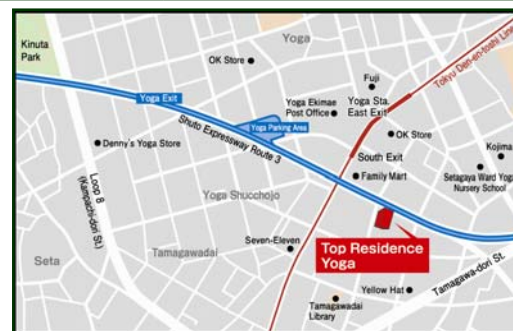 Kinuta
Park
Yoga
OK Store
Fuji
Tokyu Den-en-toshi Line
Yoga Exit
Yoga Ekimae
Post Office
Yoga Sta.
East Exit
Yoga Parking Area
OK Store
Denny's Yoga Store
Shuto Expressway Route 3
South Exit
Kojima
Family Mart
Setagaya Ward Yoga
Nursery School
Loop 8
(Kampachi-dori St.)
Yoga Shucchojo
Seven-Eleven
Top Residence
Yoga
Tamagawadai
Seta
Tamagawa-dori St.
Yellow Hat
Tamagawadai
Library